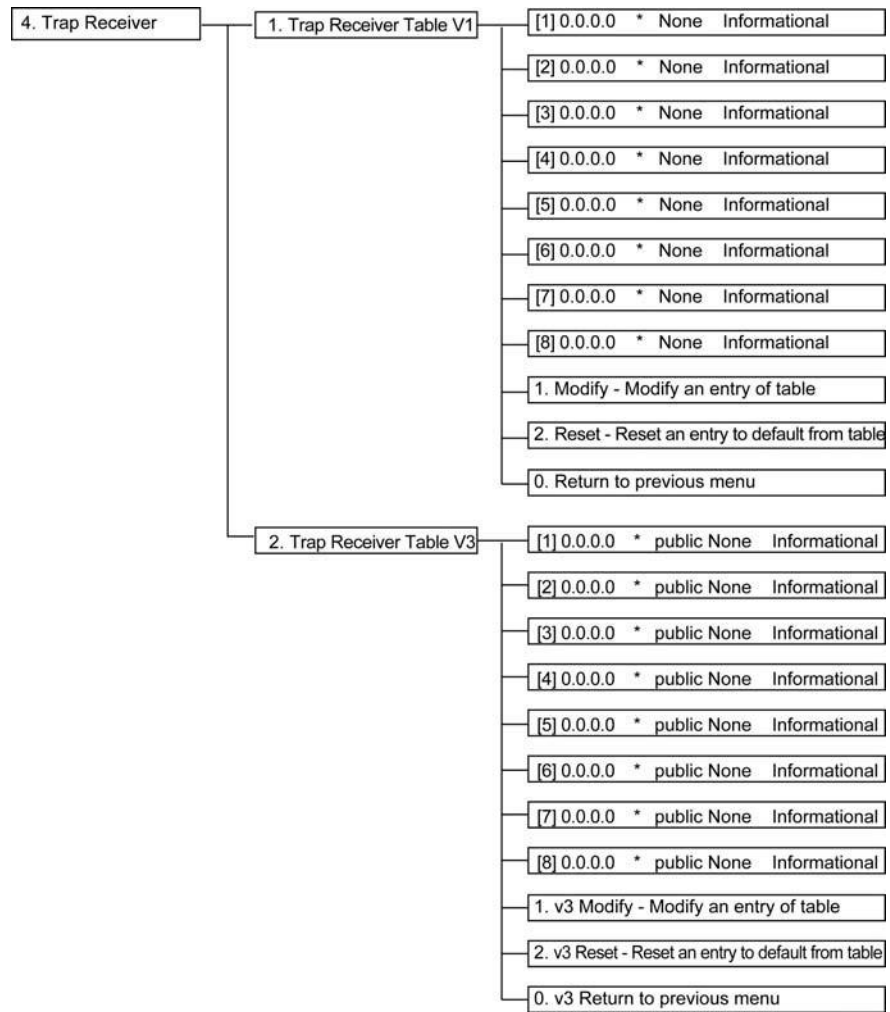 4. Trap Receiver
1. Trap Receiver Table V1
[1] 0.0.0.0 * None Informational
[2] 0.0.0.0 * None Informational
[3] 0.0.0.0 * None Informational
[4] 0.0.0.0 * None Informational
[5] 0.0.0.0 * None Informational
[6] 0.0.0.0 * None Informational
[7] 0.0.0.0 * None Informational
[8] 0.0.0.0 * None Informational
1. Modify - Modify an entry of table
2. Reset - Reset an entry to default from table
0. Return to previous menu
2. Trap Receiver Table V3
[1] 0.0.0.0 * public None Informational
[2] 0.0.0.0 * public None Informational
[3] 0.0.0.0 * public None Informational
[4] 0.0.0.0 * public None Informational
[5] 0.0.0.0 * public None Informational
[6] 0.0.0.0 * public None Informational
[7] 0.0.0.0 * public None Informational
[8] 0.0.0.0 * public None Informational
1. v3 Modify - Modify an entry of table
2. v3 Reset - Reset an entry to default from table
0. v3 Return to previous menu